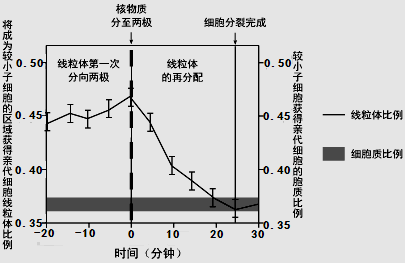 核物质
分至两极
细胞分裂完成
将成为较小子细胞的区域获得亲代细胞线粒体比例
线粒体第一次
分向两极
线粒体
的再分配
0.50
0.45
0.40
0.35
0.50
0.45
0.40
0.35
较小子细胞获得亲代细胞的胞质比例
线粒体比例
细胞质比例
-20 -10 0 10 20 30
时间（分钟）